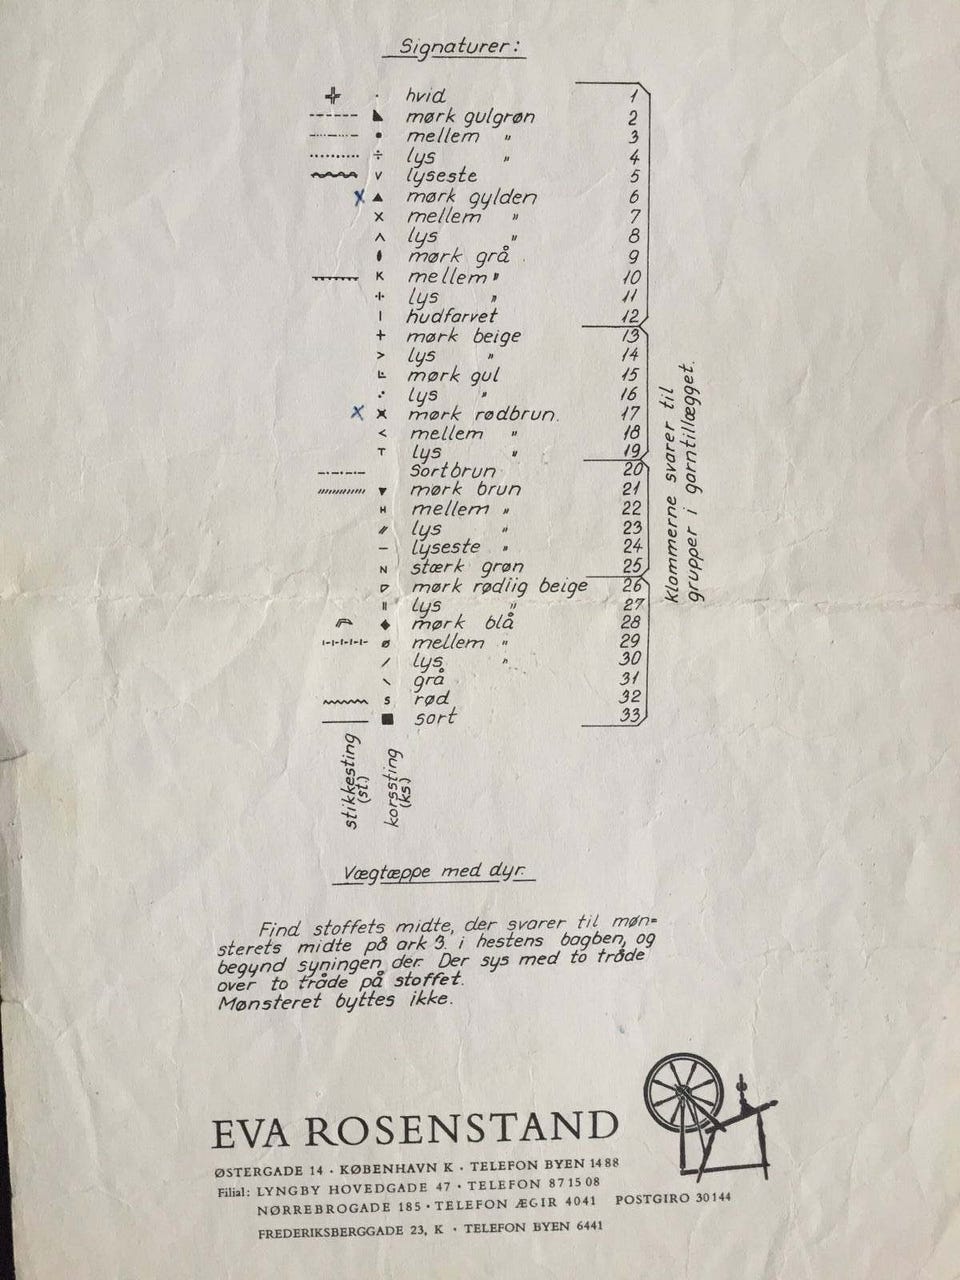 Signaturer:
· hvid 1
mørk gulgrøn 2
mellem " 3
÷ lys " 4
v lyseste 5
x ▲ mørk gylden 6
x mellem " 7
^ lys " 8
mørk grå 9
K mellem " 10
lys " 11
I hudfarvet 12
+ mørk beige 13
> lys " 14
mørk gul 15
lys " 16
x mørk rødbrun. 17
< mellem " 18
T lys " 19
Sortbrun 20
▼ mørk brun 21
H mellem " 22
// lys " 23
– lyseste " 24
N stærk grøn 25
mørk rødlig beige 26
II lys " 27
◆ mørk blå 28
ø mellem " 29
/ lys " 30
\ grå 31
s rød 32
■ sort 33
stikkesting
(st)
korssting
(ks)
klammerne svarer til
grupper i garntillægget.
Vægtæppe med dyr.
Find stoffets midte, der svarer til møn=
sterets midte på ark 3. i hestens bagben, og
begynd syningen der. Der sys med to tråde
over to tråde på stoffet.
Mønsteret byttes ikke.
EVA ROSENSTAND
ØSTERGADE 14 · KØBENHAVN K · TELEFON BYEN 1488
Filial: LYNGBY HOVEDGADE 47 · TELEFON 87 15 08
NØRREBROGADE 185 · TELEFON ÆGIR 4041 POSTGIRO 30144
FREDERIKSBERGGADE 23, K · TELEFON BYEN 6441